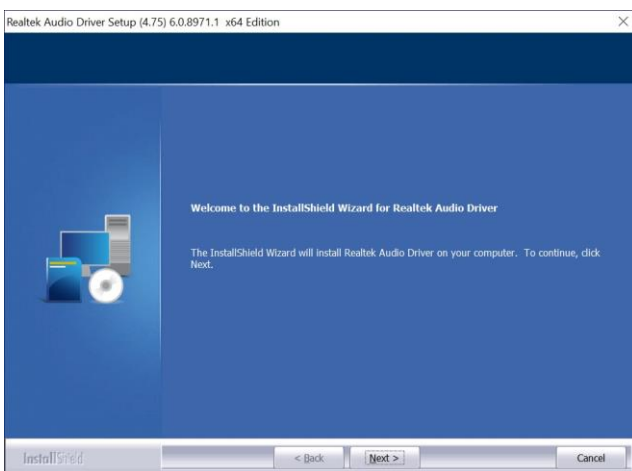 Realtek Audio Driver Setup (4.75) 6.0.8971.1 x64 Edition
Welcome to the InstallShield Wizard for Realtek Audio Driver
The InstallShield Wizard will install Realtek Audio Driver on your computer. To continue, click
Next.
InstallShield
< Back
Next >
Cancel